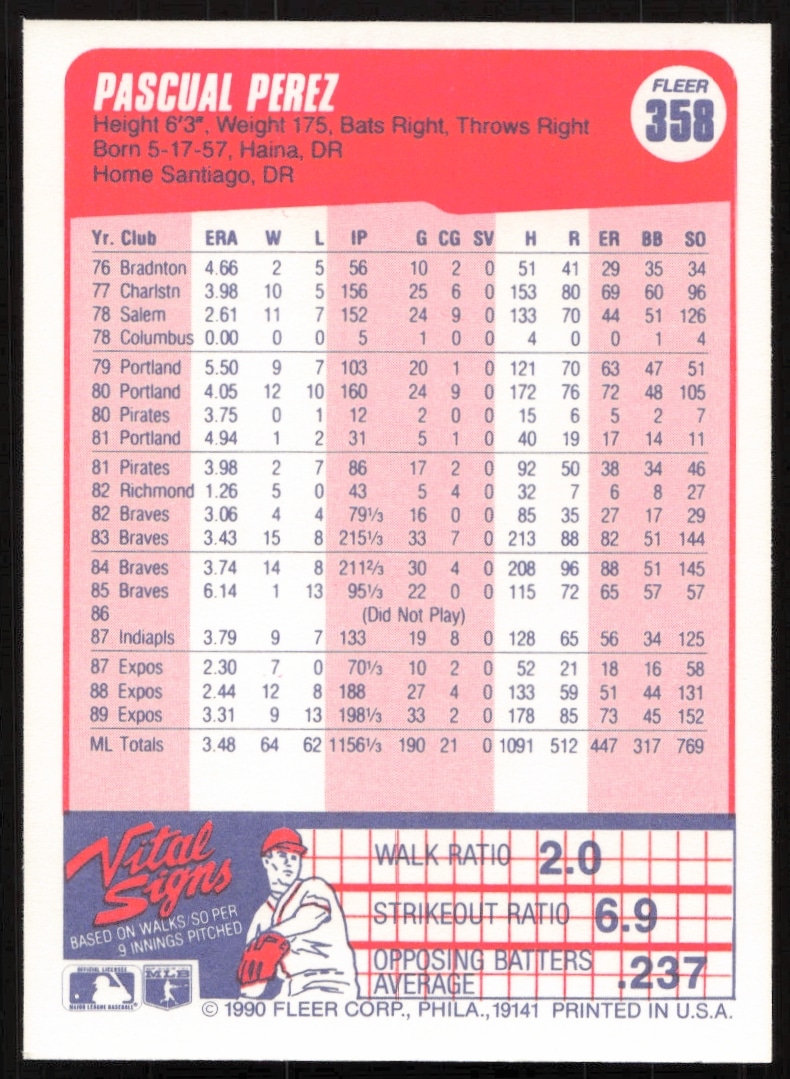 PASCUAL PEREZ
FLEER
358
Height 6'3", Weight 175, Bats Right, Throws Right
Born 5-17-57, Haina, DR
Home Santiago, DR
Yr. Club ERA W L IP G CG SV H R ER BB SO
76 Bradnton 4.66 2 5 56 10 2 0 51 41 29 35 34
77 Charlstn 3.98 10 5 156 25 6 0 153 80 69 60 96
78 Salem 2.61 11 7 152 24 9 0 133 70 44 51 126
78 Columbus 0.00 0 0 5 1 0 0 4 0 0 1 4
79 Portland 5.50 9 7 103 20 1 0 121 70 63 47 51
80 Portland 4.05 12 10 160 24 9 0 172 76 72 48 105
80 Pirates 3.75 0 1 12 2 0 0 15 6 5 2 7
81 Portland 4.94 1 2 31 5 1 0 40 19 17 14 11
81 Pirates 3.98 2 7 86 17 2 0 92 50 38 34 46
82 Richmond 1.26 5 0 43 5 4 0 32 7 6 8 27
82 Braves 3.06 4 4 79⅓ 16 0 0 85 35 27 17 29
83 Braves 3.43 15 8 215⅓ 33 7 0 213 88 82 51 144
84 Braves 3.74 14 8 211⅔ 30 4 0 208 96 88 51 145
85 Braves 6.14 1 13 95⅓ 22 0 0 115 72 65 57 57
86 (Did Not Play)
87 Indiapls 3.79 9 7 133 19 8 0 128 65 56 34 125
87 Expos 2.30 7 0 70⅓ 10 2 0 52 21 18 16 58
88 Expos 2.44 12 8 188 27 4 0 133 59 51 44 131
89 Expos 3.31 9 13 198⅓ 33 2 0 178 85 73 45 152
ML Totals 3.48 64 62 1156⅓ 190 21 0 1091 512 447 317 769
Vital
Signs
BASED ON WALKS/SO PER
9 INNINGS PITCHED
WALK RATIO 2.0
STRIKEOUT RATIO 6.9
OPPOSING BATTERS
AVERAGE .237
OFFICIAL LICENSEE
MAJOR LEAGUE BASEBALL
MLB
© 1990 FLEER CORP., PHILA., 19141 PRINTED IN U.S.A.